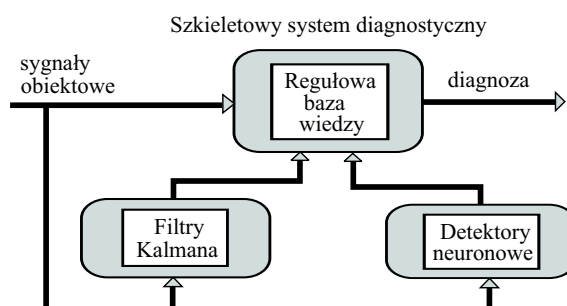 Szkieletowy system diagnostyczny
sygnały
obiektowe
Regułowa
baza
wiedzy
diagnoza
Filtry
Kalmana
Detektory
neuronowe